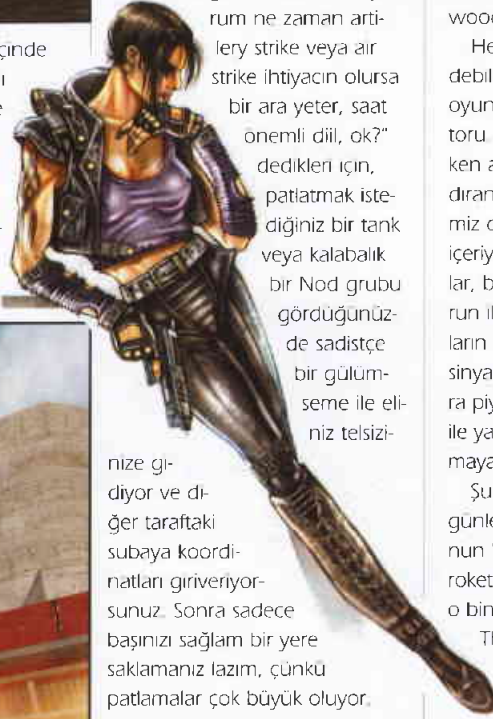 çinde
rum ne zaman arti-
lery strike veya air
strike ihtiyacın olursa
bir ara yeter, saat
önemli diil, ok?"
dedikleri için,
patlatmak iste-
diğiniz bir tank
veya kalabalık
bir Nod grubu
gördüğünüz-
de sadistçe
bir gülüm-
seme ile eli-
niz telsizi-
nize gi-
diyor ve di-
ğer taraftaki
subaya koordi-
natları giriveriyor-
sunuz. Sonra sadece
başınızı sağlam bir yere
saklamanız lazım, çünkü
patlamalar çok büyük oluyor.
wood
He
debil
oyun
toru
ken a
dıran
miz c
içeriy
lar, b
run il
ların
sinya
ra piy
ile ya
maya
Şu
günle
nun
roket
o bin
Th